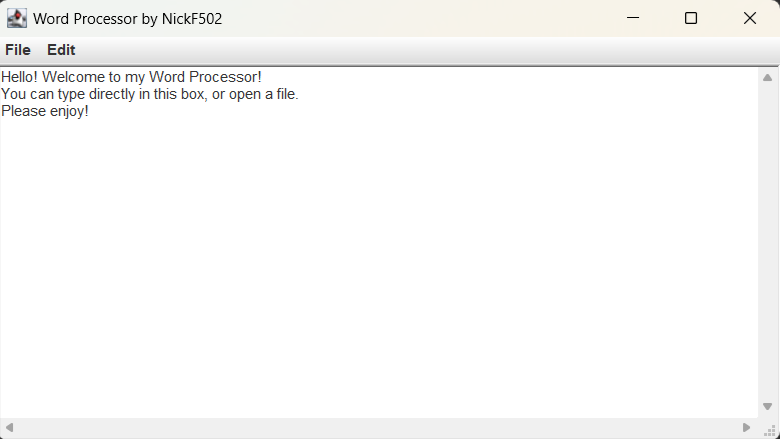 Word Processor by NickF502
File Edit
Hello! Welcome to my Word Processor!
You can type directly in this box, or open a file.
Please enjoy!